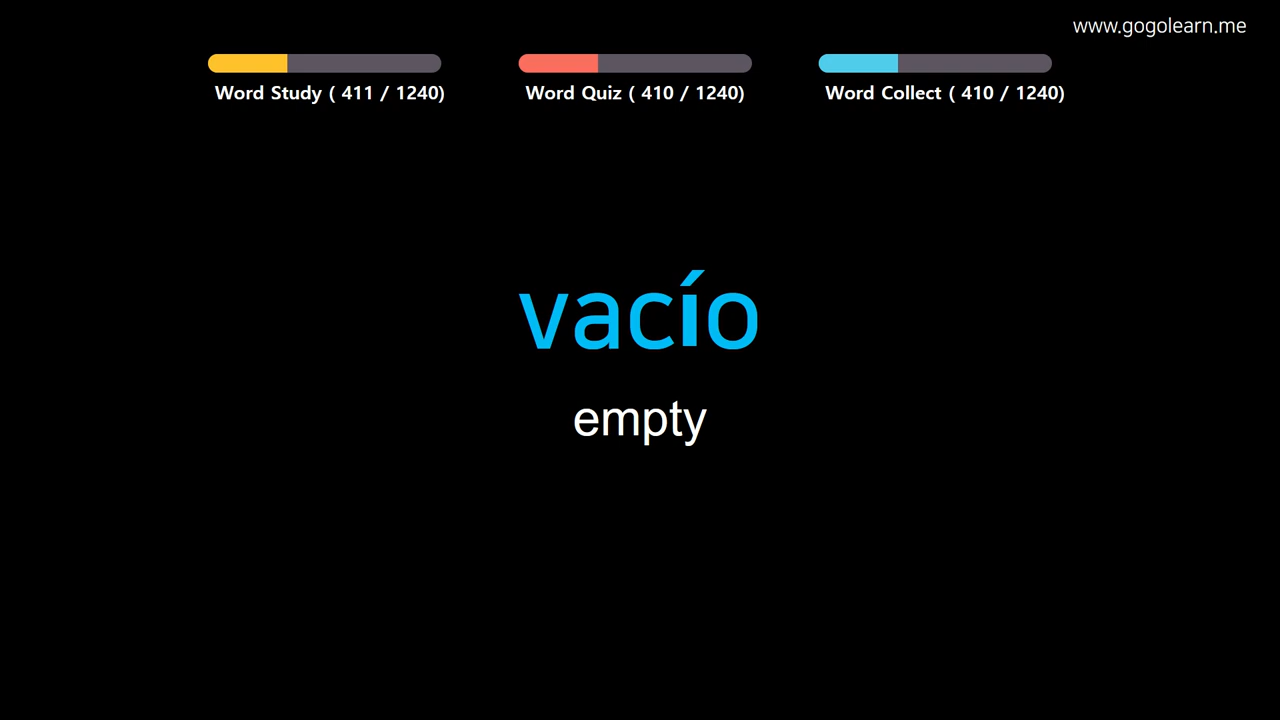 www.gogolearn.me
Word Study ( 411 / 1240)
Word Quiz ( 410 / 1240)
Word Collect ( 410 / 1240)
vacío
empty